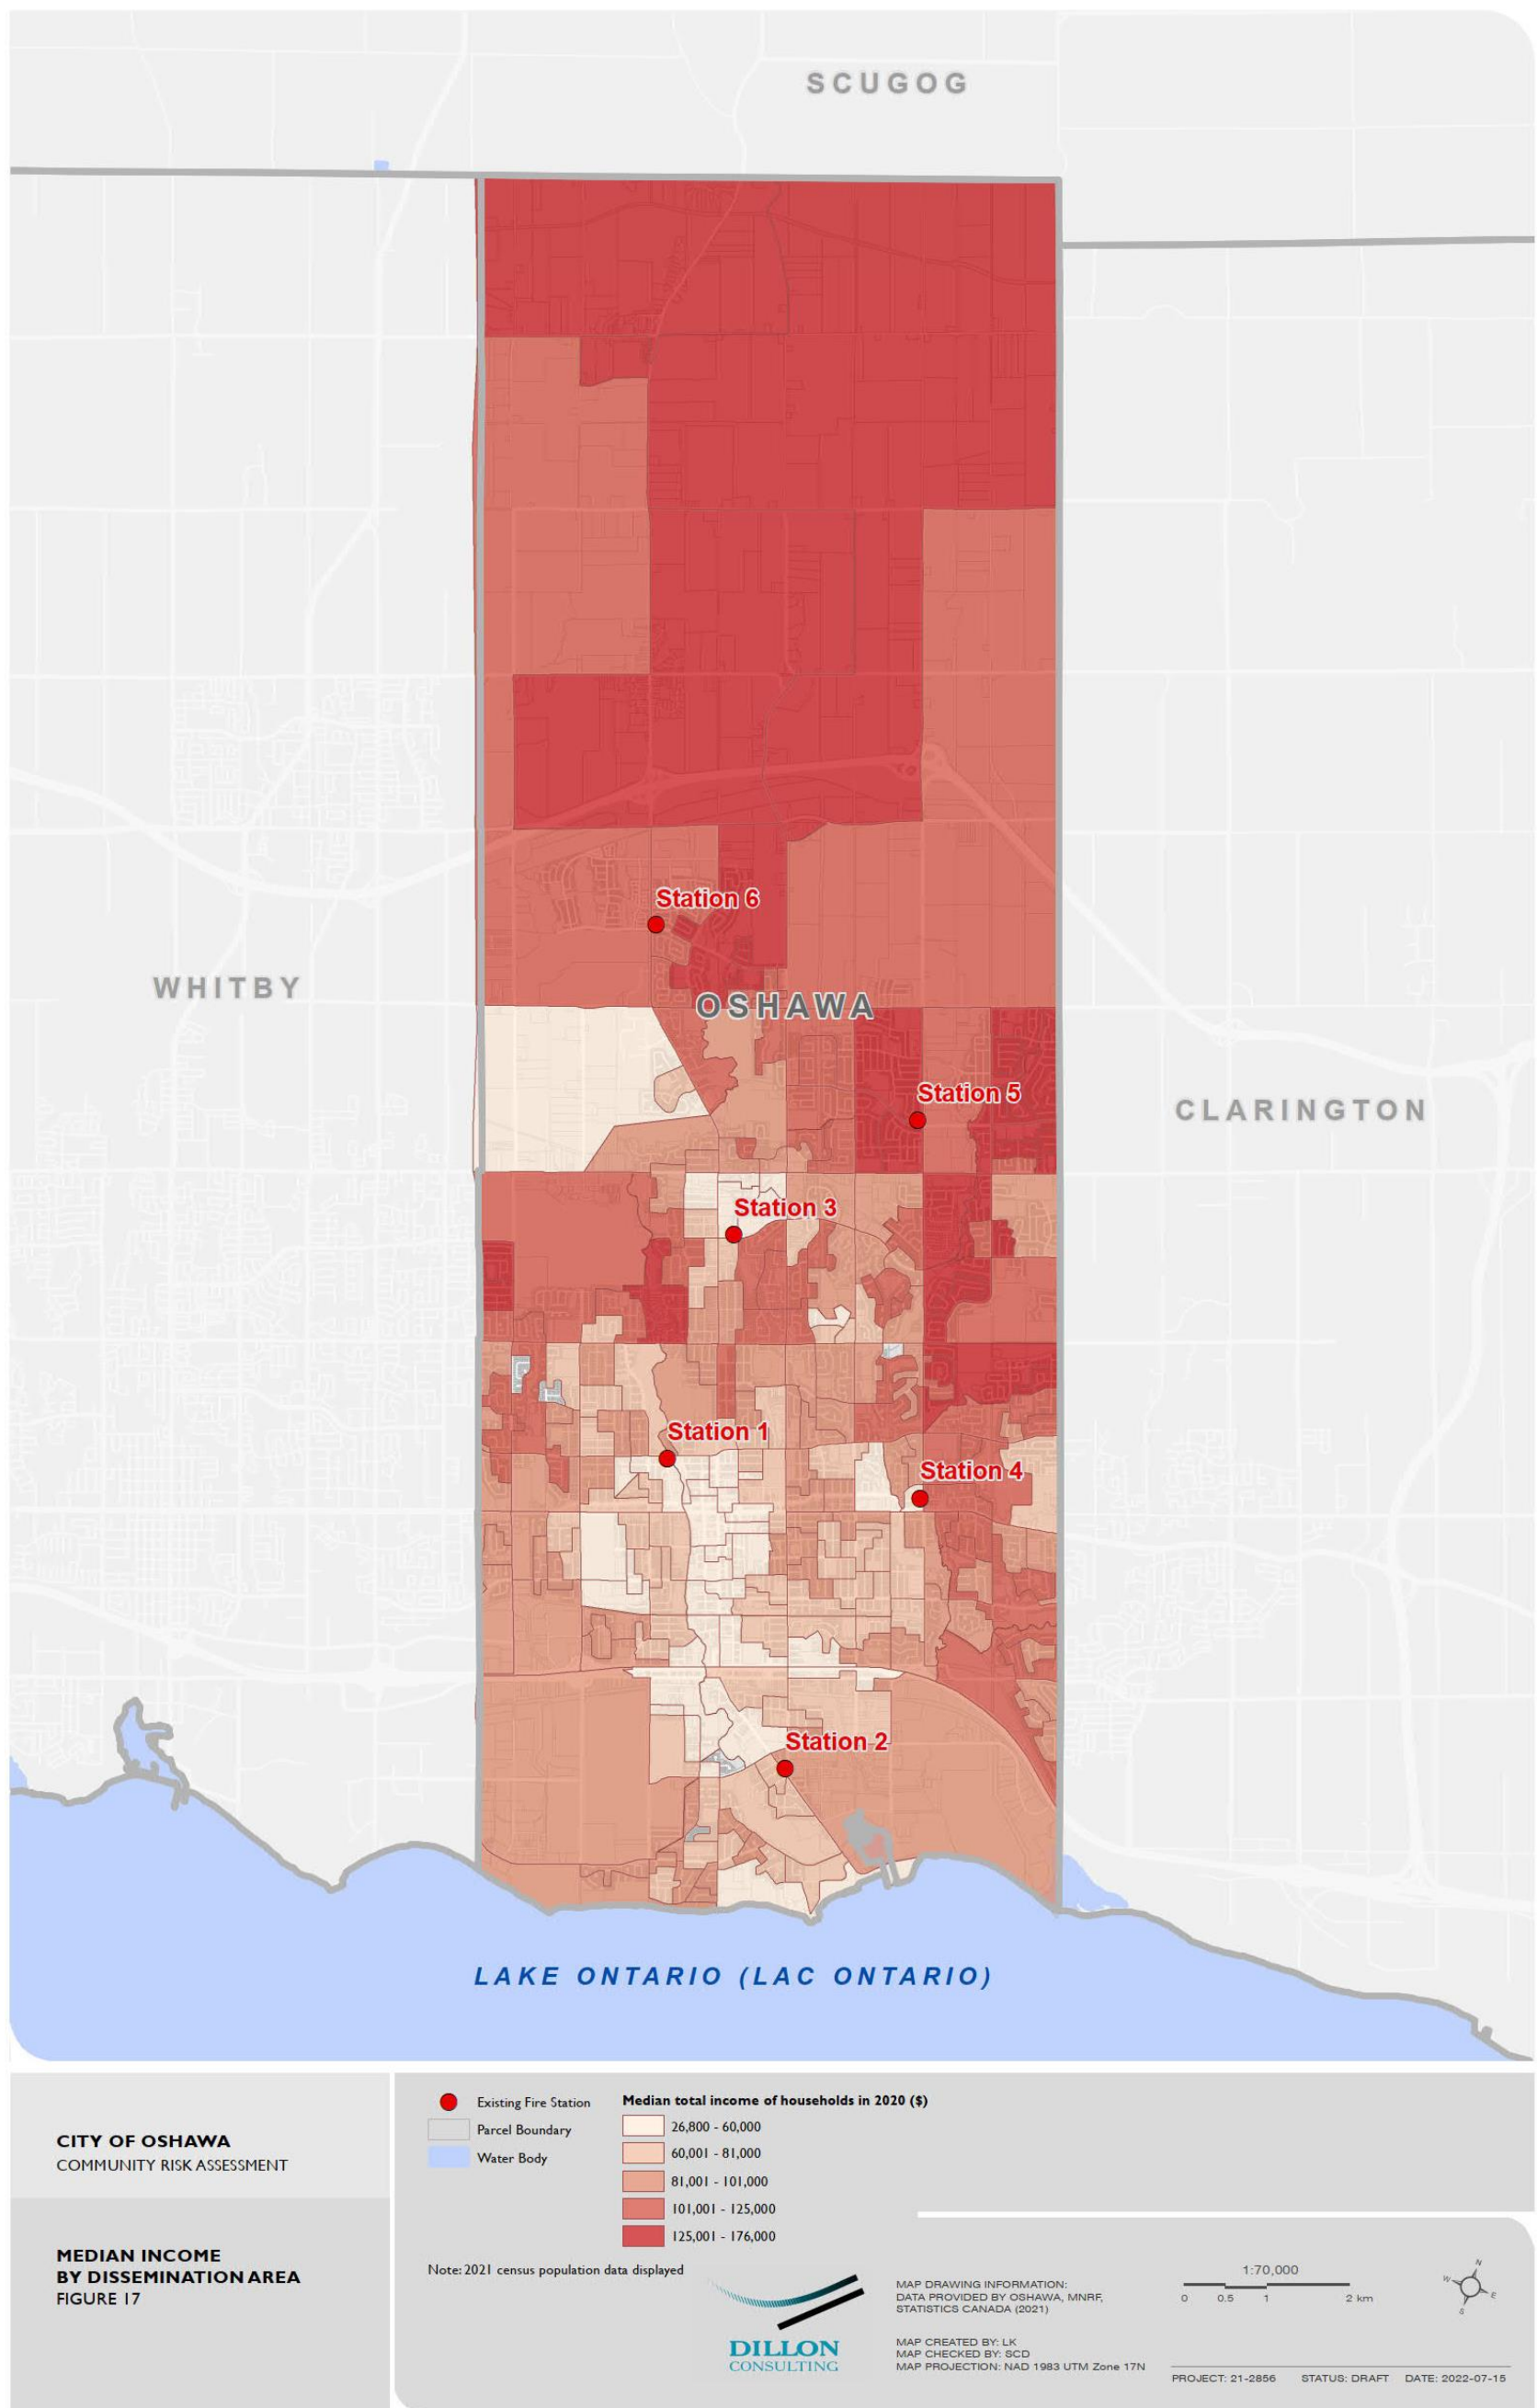 SCUGOG
Station 6
WHITBY
OSHAWA
Station 5
CLARINGTON
Station 3
Station 1
Station 4
Station 2
LAKE ONTARIO (LAC ONTARIO)
CITY OF OSHAWA
COMMUNITY RISK ASSESSMENT
MEDIAN INCOME
BY DISSEMINATION AREA
FIGURE 17
Existing Fire Station
Parcel Boundary
Water Body
Median total income of households in 2020 ($)
26,800 - 60,000
60,001 - 81,000
81,001 - 101,000
101,001 - 125,000
125,001 - 176,000
Note: 2021 census population data displayed
DILLON
CONSULTING
MAP DRAWING INFORMATION:
DATA PROVIDED BY OSHAWA, MNRF,
STATISTICS CANADA (2021)
MAP CREATED BY: LK
MAP CHECKED BY: SCD
MAP PROJECTION: NAD 1983 UTM Zone 17N
1:70,000
0 0.5 1 2 km
N
W
E
S
PROJECT: 21-2856 STATUS: DRAFT DATE: 2022-07-15